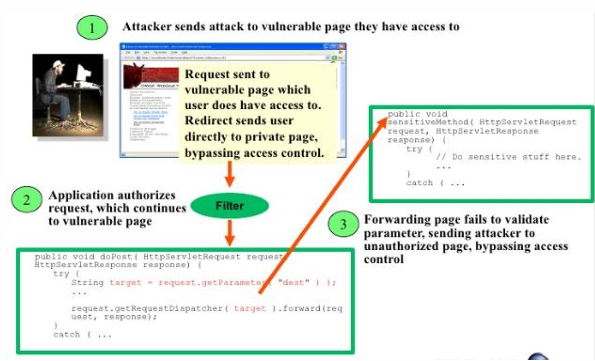 1
Attacker sends attack to vulnerable page they have access to
Request sent to
vulnerable page which
user does have access to.
Redirect sends user
directly to private page,
bypassing access control.
public void
sensitiveMethod( HttpServletRequest
request, HttpServletResponse
response) {
try {
// Do sensitive stuff here.
...
}
catch ( ...
2
Application authorizes
request, which continues
to vulnerable page
Filter
3
Forwarding page fails to validate
parameter, sending attacker to
unauthorized page, bypassing access
control
public void doPost( HttpServletRequest request,
HttpServletResponse response) {
try {
String target = request.getParameter( "dest" ) );
...
request.getRequestDispatcher( target ).forward(req
uest, response);
}
catch ( ...